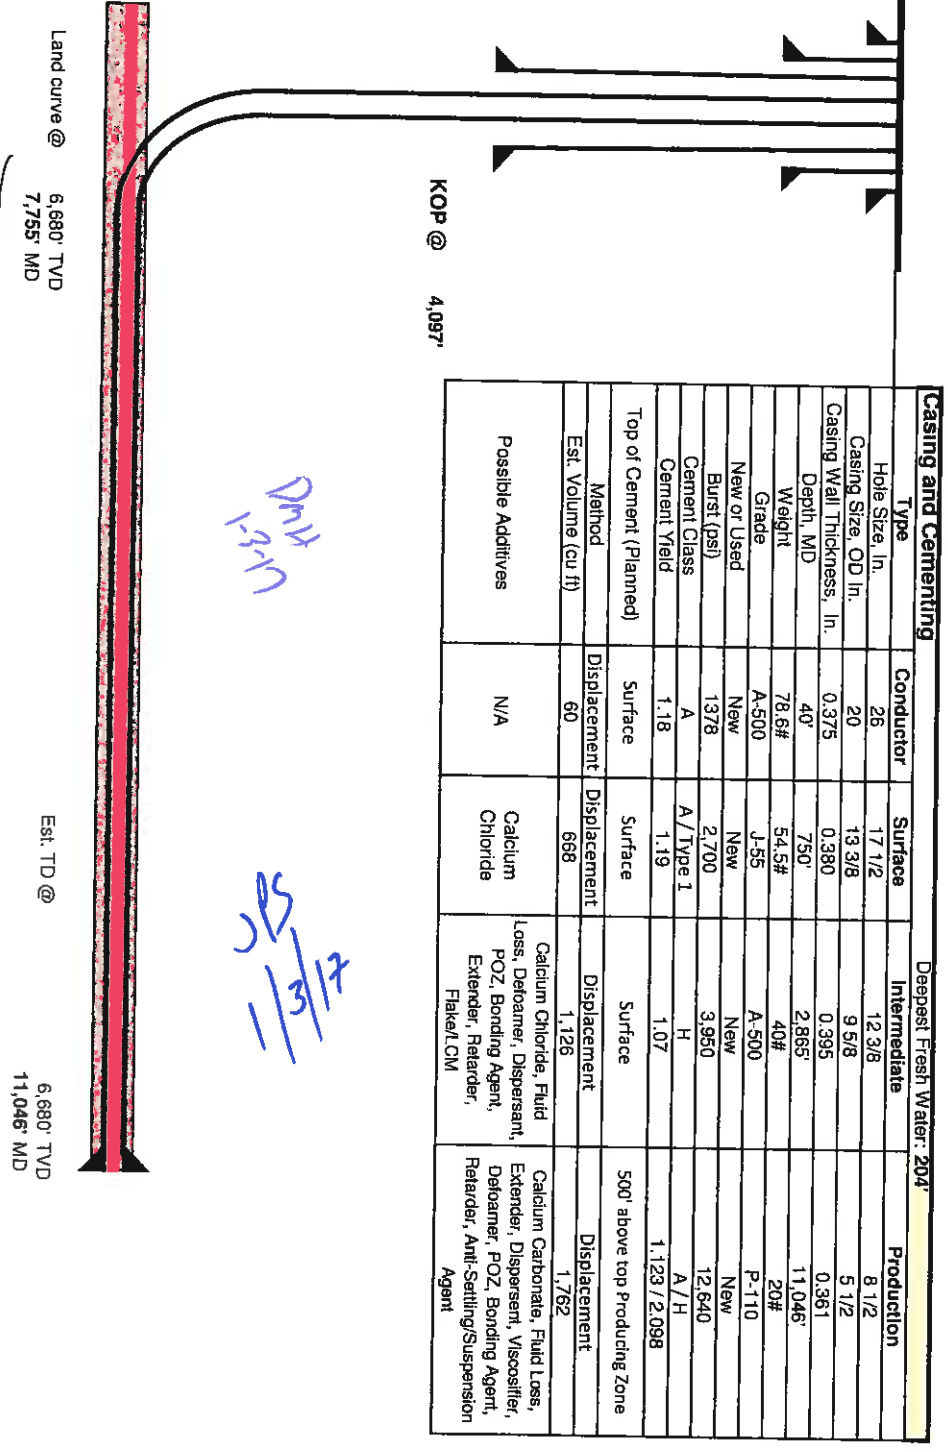 Casing and Cementing
Deepest Fresh Water: 204'
Type Conductor Surface Intermediate Production
Hole Size, In. 26 17 1/2 12 3/8 8 1/2
Casing Size, OD In. 20 13 3/8 9 5/8 5 1/2
Casing Wall Thickness, In. 0.375 0.380 0.395 0.361
Depth, MD 40' 750' 2,865' 11,046'
Weight 78.6# 54.5# 40# 20#
Grade A-500 J-55 A-500 P-110
New or Used New New New New
Burst (psi) 1378 2,700 3,950 12,640
Cement Class A A / Type 1 H A / H
Cement Yield 1.18 1.19 1.07 1.123 / 2.098
Top of Cement (Planned) Surface Surface Surface 500' above top Producing Zone
Method Displacement Displacement Displacement Displacement
Est. Volume (cu ft) 60 668 1,126 1,762
Possible Additives
N/A
Calcium
Chloride
Calcium Chloride, Fluid
Loss, Defoamer, Dispersant,
POZ, Bonding Agent,
Extender, Retarder,
Flake/LCM
Calcium Carbonate, Fluid Loss,
Extender, Dispersent, Viscosifier,
Defoamer, POZ, Bonding Agent,
Retarder, Anti-Settling/Suspension
Agent
KOP @ 4,097'
DMH
1-3-17
JPS
1/3/17
Land curve @
6,680' TVD
7,755' MD
Est. TD @
6,680' TVD
11,046' MD